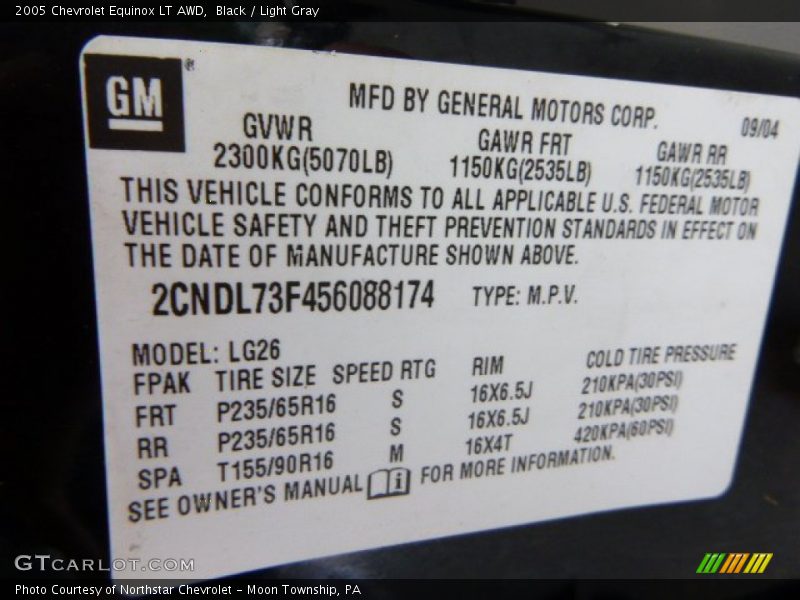 2005 Chevrolet Equinox LT AWD, Black / Light Gray
GM®
MFD BY GENERAL MOTORS CORP. 09/04
GVWR GAWR FRT GAWR RR
2300KG(5070LB) 1150KG(2535LB) 1150KG(2535LB)
THIS VEHICLE CONFORMS TO ALL APPLICABLE U.S. FEDERAL MOTOR
VEHICLE SAFETY AND THEFT PREVENTION STANDARDS IN EFFECT ON
THE DATE OF MANUFACTURE SHOWN ABOVE.
2CNDL73F456088174 TYPE: M.P.V.
MODEL: LG26
FPAK TIRE SIZE SPEED RTG RIM COLD TIRE PRESSURE
FRT P235/65R16 S 16X6.5J 210KPA(30PSI)
RR P235/65R16 S 16X6.5J 210KPA(30PSI)
SPA T155/90R16 M 16X4T 420KPA(60PSI)
SEE OWNER'S MANUAL i FOR MORE INFORMATION.
GTCARLOT.COM
Photo Courtesy of Northstar Chevrolet - Moon Township, PA